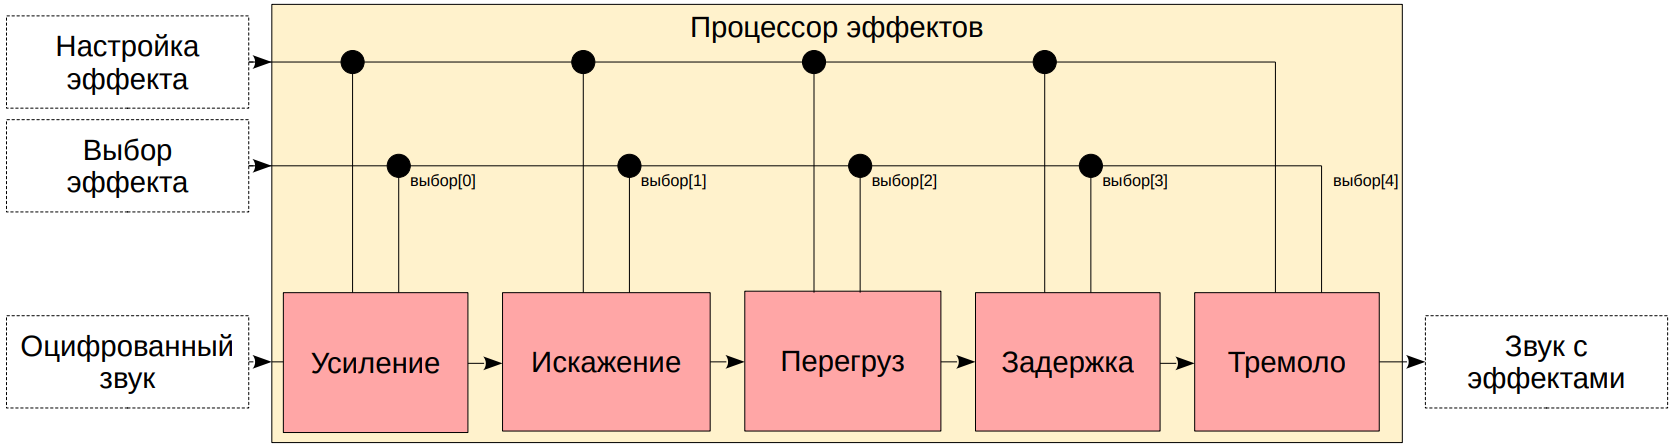 Процессор эффектов
Настройка
эффекта
Выбор
эффекта
выбор[0]
выбор[1]
выбор[2]
выбор[3]
выбор[4]
Оцифрованный
звук
Усиление
Искажение
Перегруз
Задержка
Тремоло
Звук с
эффектами